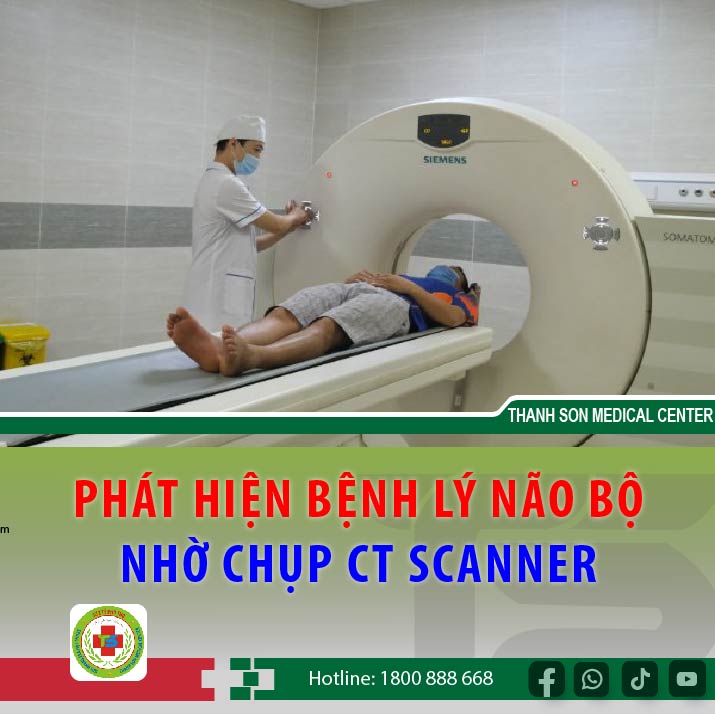 SIEMENS
SOMATOM
THANH SON MEDICAL CENTER
PHÁT HIỆN BỆNH LÝ NÃO BỘ
m
NHỜ CHỤP CT SCANNER
TS
Hotline: 1800 888 668